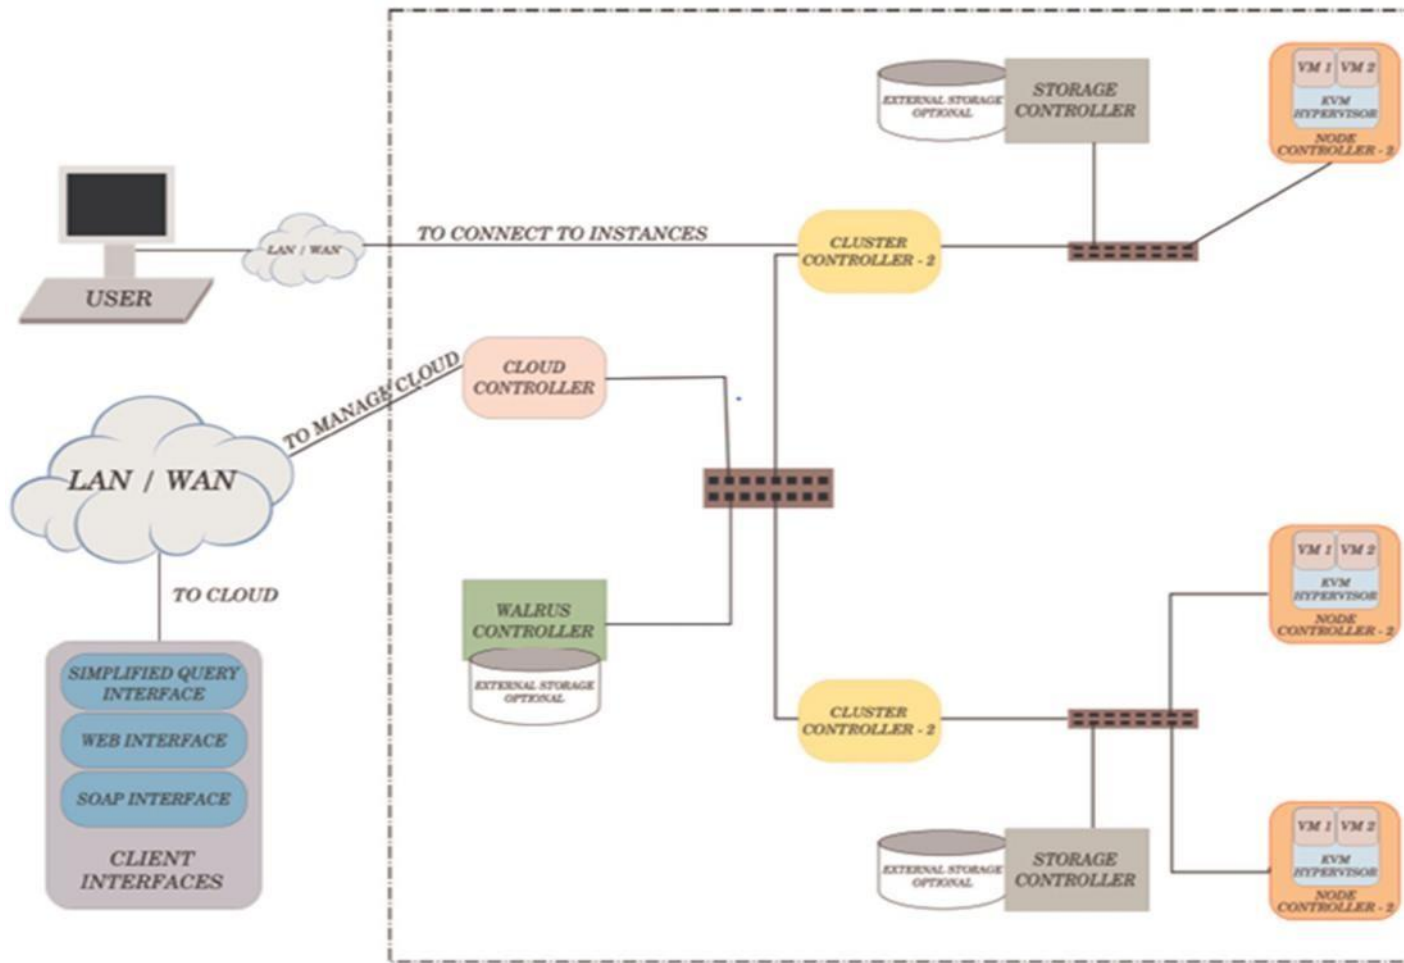 EXTERNAL STORAGE
OPTIONAL
STORAGE
CONTROLLER
VM 1 VM 2
KVM
HYPERVISOR
NODE
CONTROLLER - 2
USER
LAN / WAN
TO CONNECT TO INSTANCES
CLUSTER
CONTROLLER - 2
CLOUD
CONTROLLER
TO MANAGE CLOUD
LAN / WAN
TO CLOUD
WALRUS
CONTROLLER
EXTERNAL STORAGE
OPTIONAL
VM 1 VM 2
KVM
HYPERVISOR
NODE
CONTROLLER - 2
CLUSTER
CONTROLLER - 2
SIMPLIFIED QUERY
INTERFACE
WEB INTERFACE
SOAP INTERFACE
CLIENT
INTERFACES
EXTERNAL STORAGE
OPTIONAL
STORAGE
CONTROLLER
VM 1 VM 2
KVM
HYPERVISOR
NODE
CONTROLLER - 2